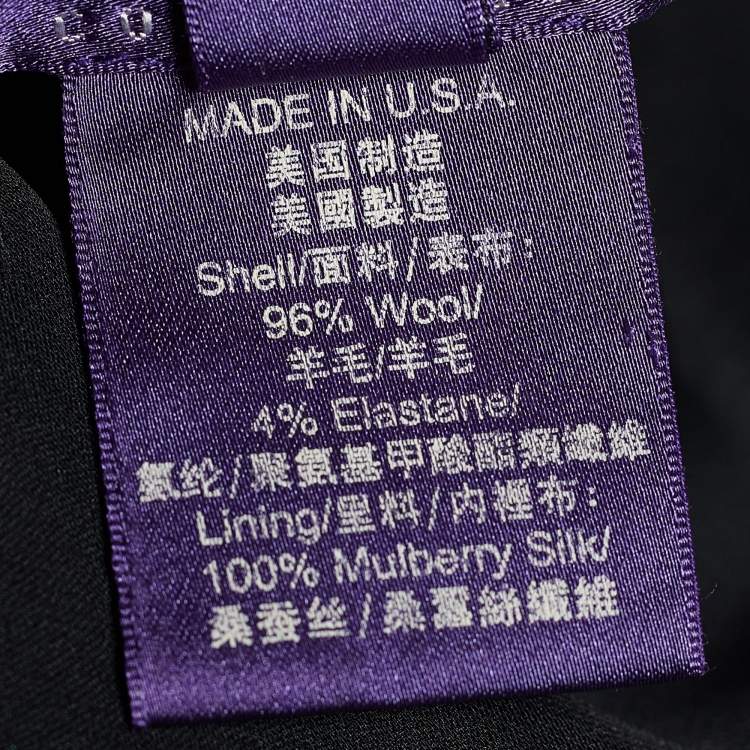 MADE IN U.S.A.
美国制造
美國製造
Shell/面料/表布:
96% Wool/
羊毛/羊毛
4% Elastane/
氨纶/聚氨基甲酸酯類纖維
Lining/里料/内裡布:
100% Mulberry Silk/
桑蚕丝/桑蠶絲纖維